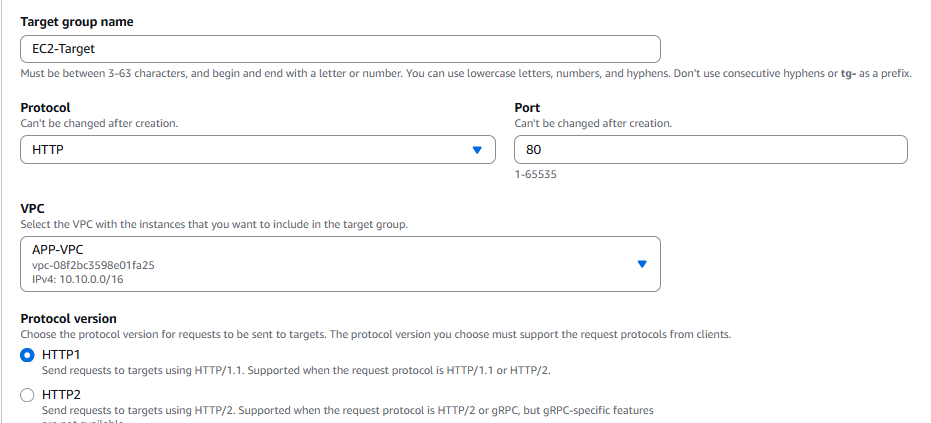 Target group name
EC2-Target
Must be between 3-63 characters, and begin and end with a letter or number. You can use lowercase letters, numbers, and hyphens. Don't use consecutive hyphens or tg- as a prefix.
Protocol
Can't be changed after creation.
HTTP
Port
Can't be changed after creation.
80
1-65535
VPC
Select the VPC with the instances that you want to include in the target group.
APP-VPC
vpc-08f2bc3598e01fa25
IPv4: 10.10.0.0/16
Protocol version
Choose the protocol version for requests to be sent to targets. The protocol version you choose must support the request protocols from clients.
HTTP1
Send requests to targets using HTTP/1.1. Supported when the request protocol is HTTP/1.1 or HTTP/2.
HTTP2
Send requests to targets using HTTP/2. Supported when the request protocol is HTTP/2 or gRPC, but gRPC-specific features